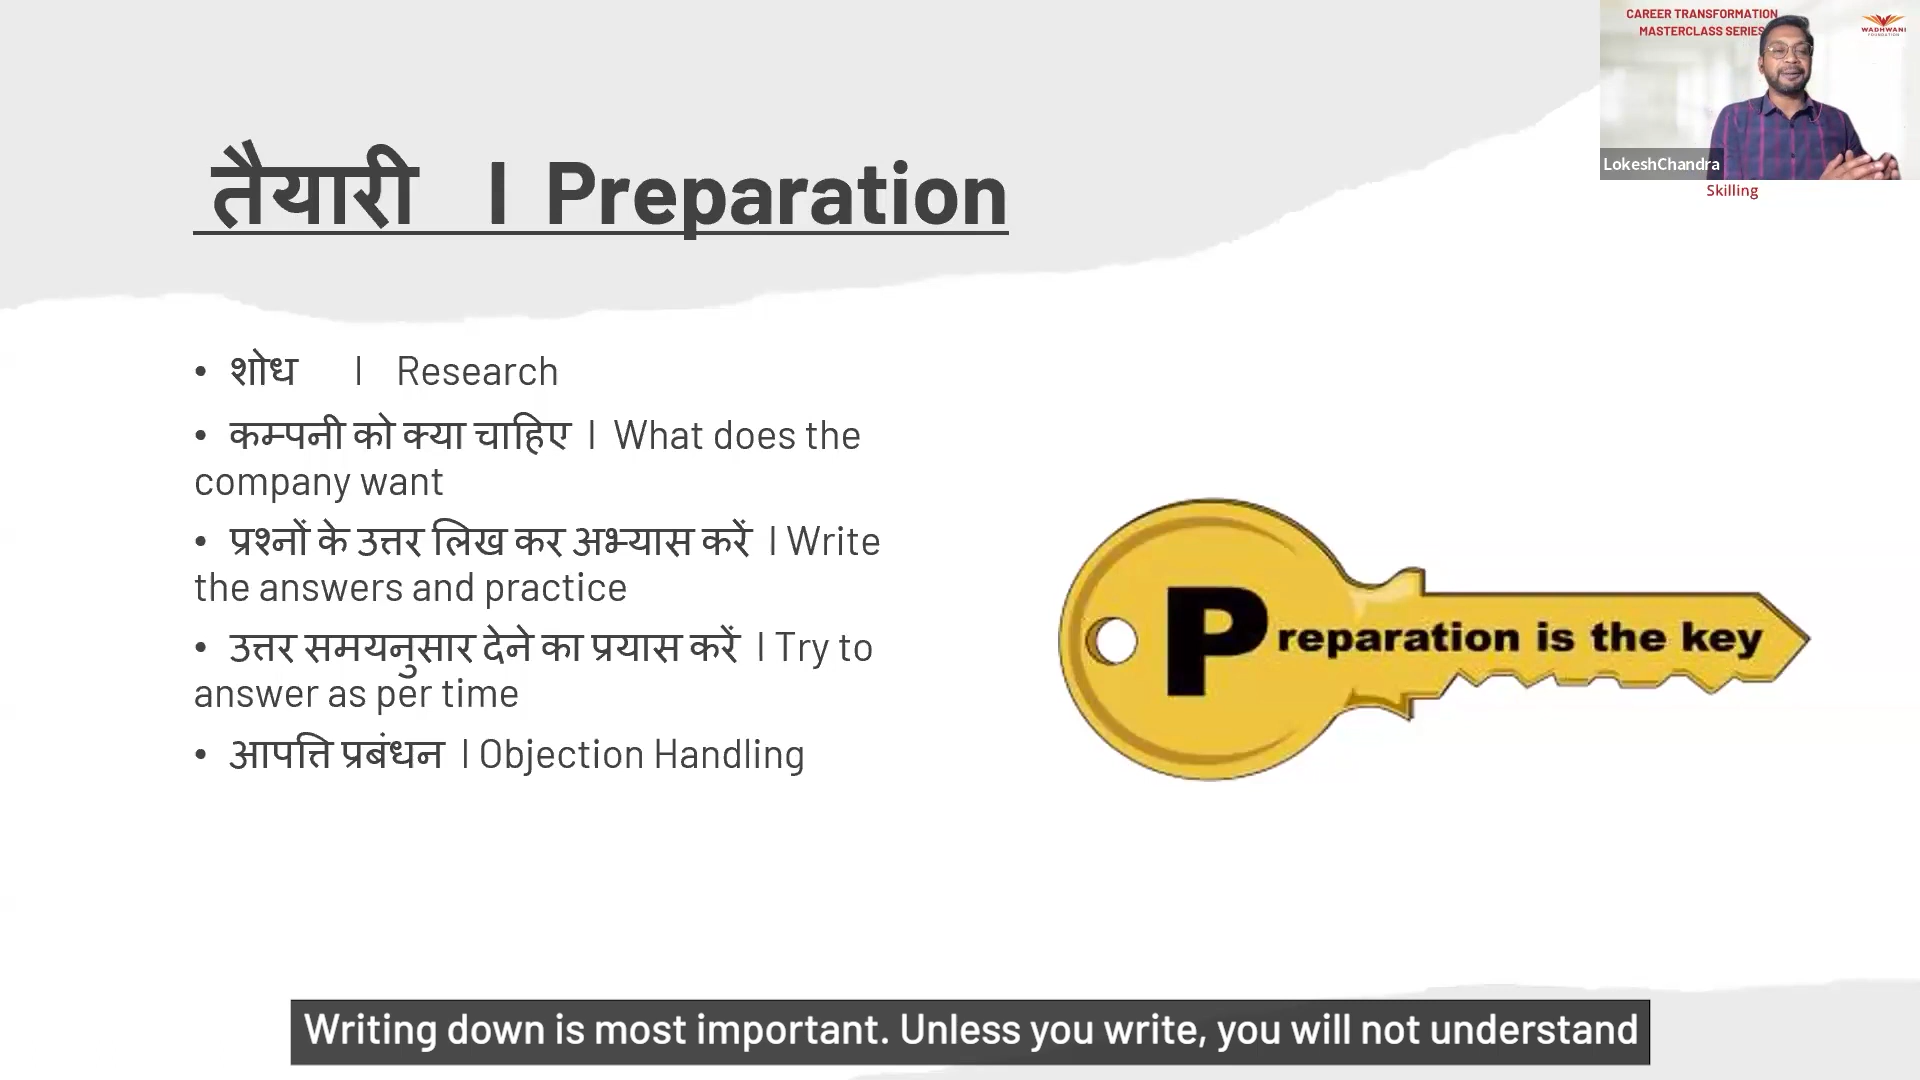 CAREER TRANSFORMATION
MASTERCLASS SERIES
WADHWANI
FOUNDATION
LokeshChandra
Skilling
तैयारी I Preparation
• शोध I Research
• कम्पनी को क्या चाहिए I What does the
company want
• प्रश्नों के उत्तर लिख कर अभ्यास करें I Write
the answers and practice
• उत्तर समयनुसार देने का प्रयास करें I Try to
answer as per time
• आपत्ति प्रबंधन I Objection Handling
Preparation is the key
Writing down is most important. Unless you write, you will not understand